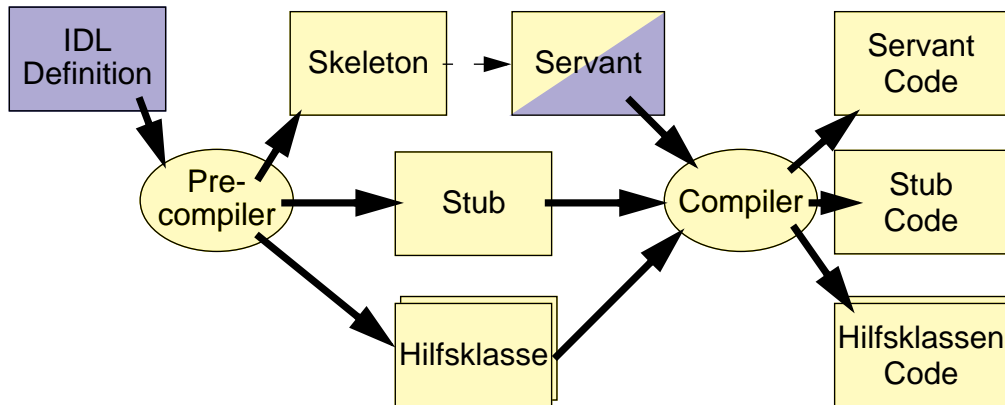 IDL
Definition
Skeleton
Servant
Servant
Code
Pre-
compiler
Stub
Compiler
Stub
Code
Hilfsklasse
Hilfsklassen
Code